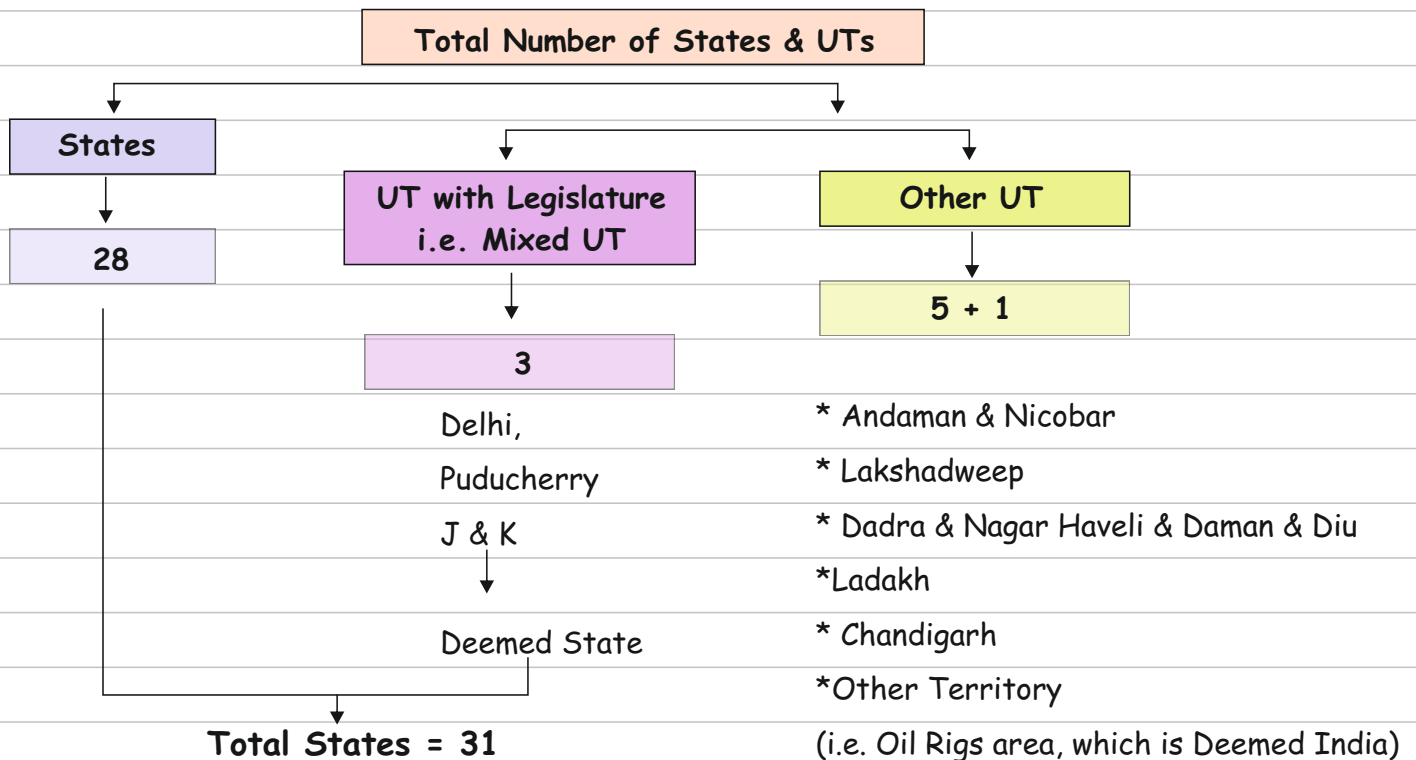 Total Number of States & UTs
States
28
UT with Legislature
i.e. Mixed UT
3
Delhi,
Puducherry
J & K
Deemed State
Total States = 31
Other UT
5 + 1
* Andaman & Nicobar
* Lakshadweep
* Dadra & Nagar Haveli & Daman & Diu
*Ladakh
* Chandigarh
*Other Territory
(i.e. Oil Rigs area, which is Deemed India)